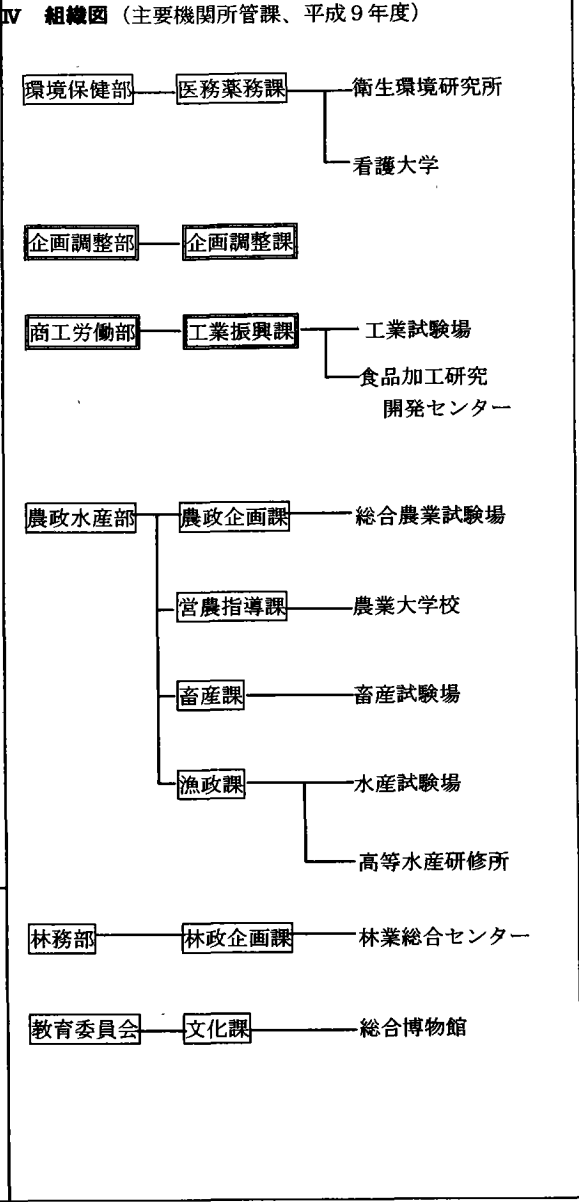 Ⅳ 組織図（主要機関所管課、平成９年度）
環境保健部 医務薬務課 衛生環境研究所
看護大学
企画調整部 企画調整課
商工労働部 工業振興課 工業試験場
食品加工研究
開発センター
農政水産部 農政企画課 総合農業試験場
営農指導課 農業大学校
畜産課 畜産試験場
漁政課 水産試験場
高等水産研修所
林務部 林政企画課 林業総合センター
教育委員会 文化課 総合博物館